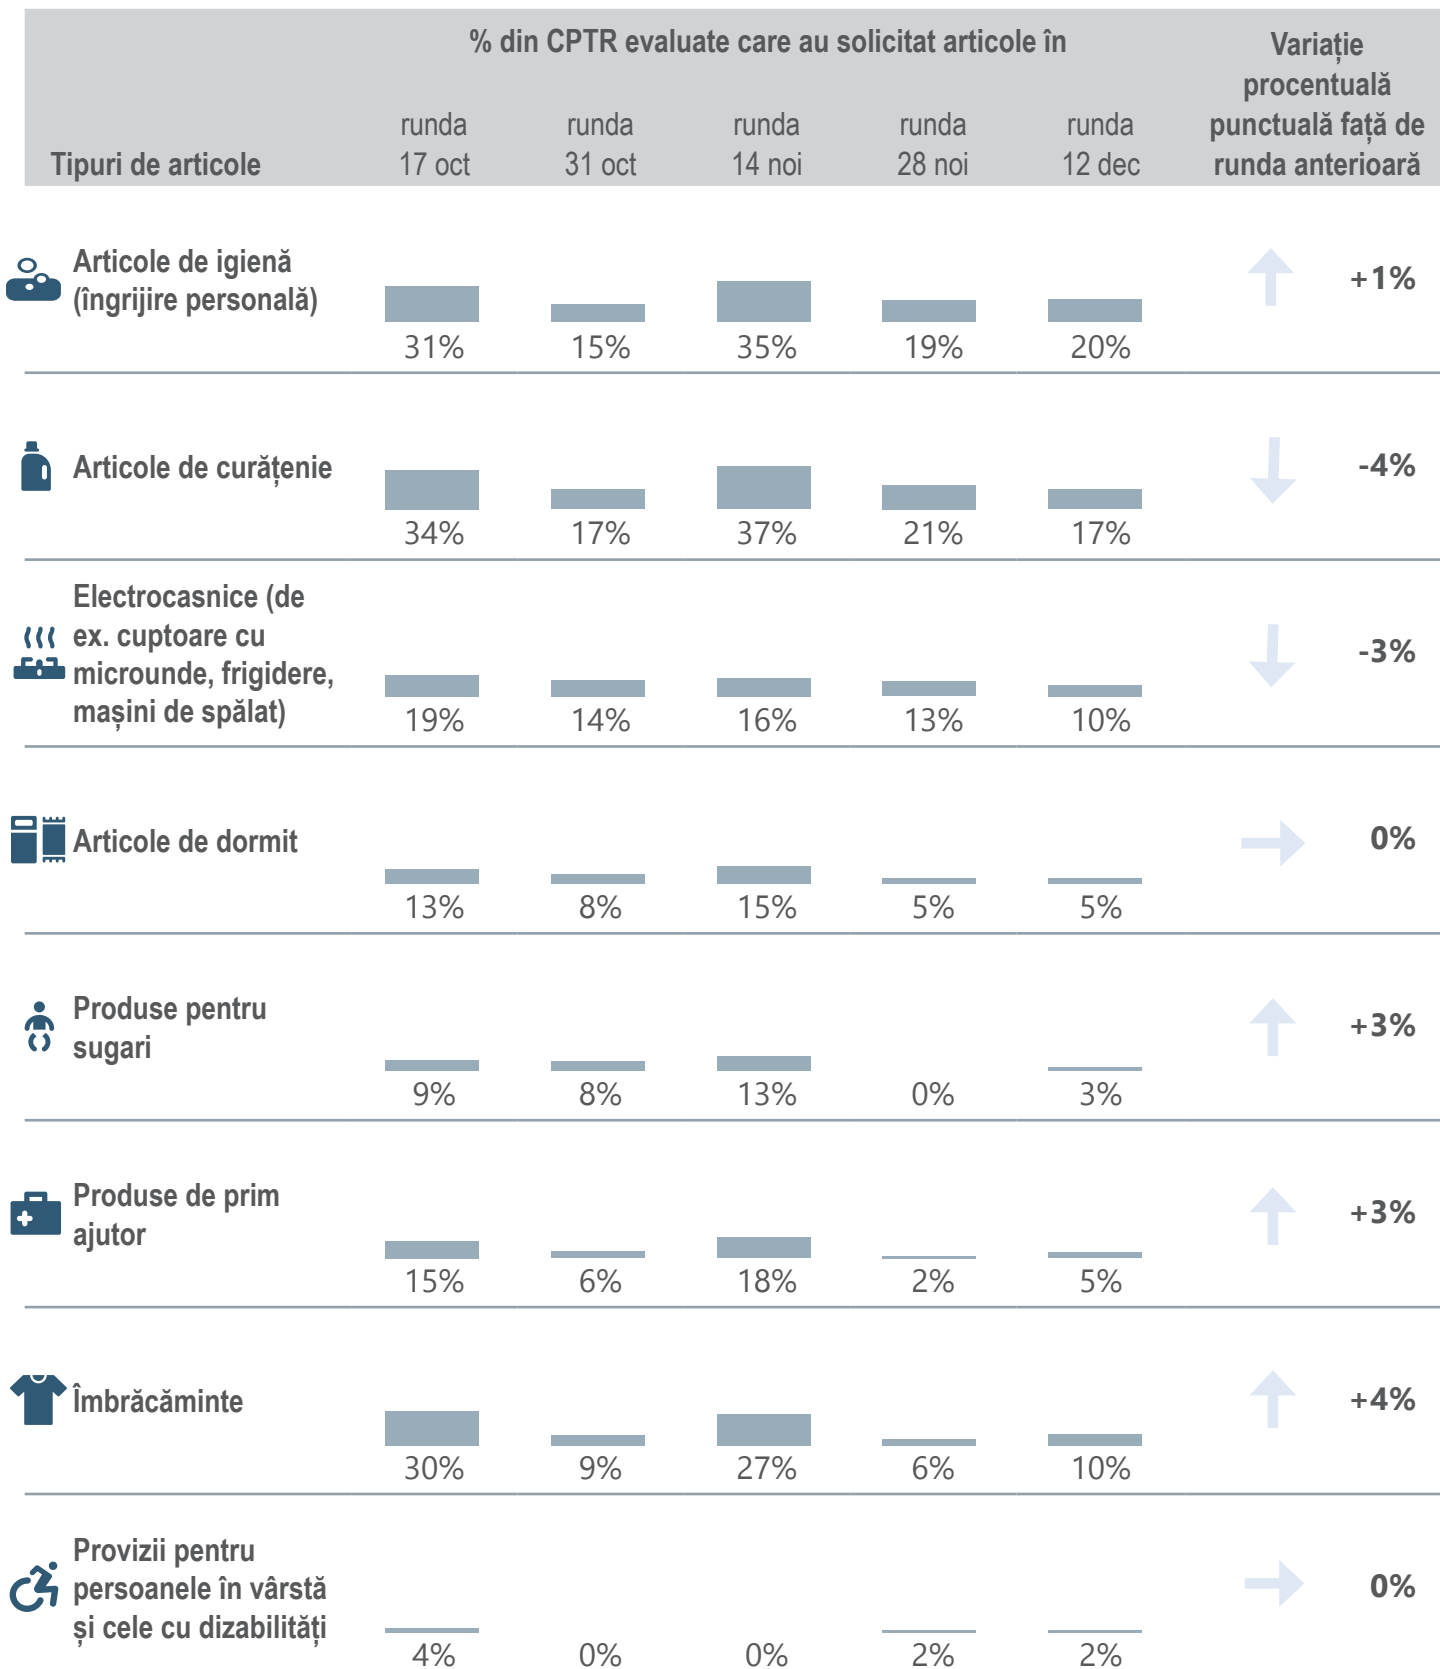 % din CPTR evaluate care au solicitat articole în
Variație
procentuală
punctuală față de
runda anterioară
Tipuri de articole
runda
17 oct
runda
31 oct
runda
14 noi
runda
28 noi
runda
12 dec
Articole de igienă
(îngrijire personală)
31% 15% 35% 19% 20%
+1%
Articole de curățenie
34% 17% 37% 21% 17%
-4%
Electrocasnice (de
ex. cuptoare cu
microunde, frigidere,
mașini de spălat)
19% 14% 16% 13% 10%
-3%
Articole de dormit
13% 8% 15% 5% 5%
0%
Produse pentru
sugari
9% 8% 13% 0% 3%
+3%
Produse de prim
ajutor
15% 6% 18% 2% 5%
+3%
Îmbrăcăminte
30% 9% 27% 6% 10%
+4%
Provizii pentru
persoanele în vârstă
și cele cu dizabilități
4% 0% 0% 2% 2%
0%